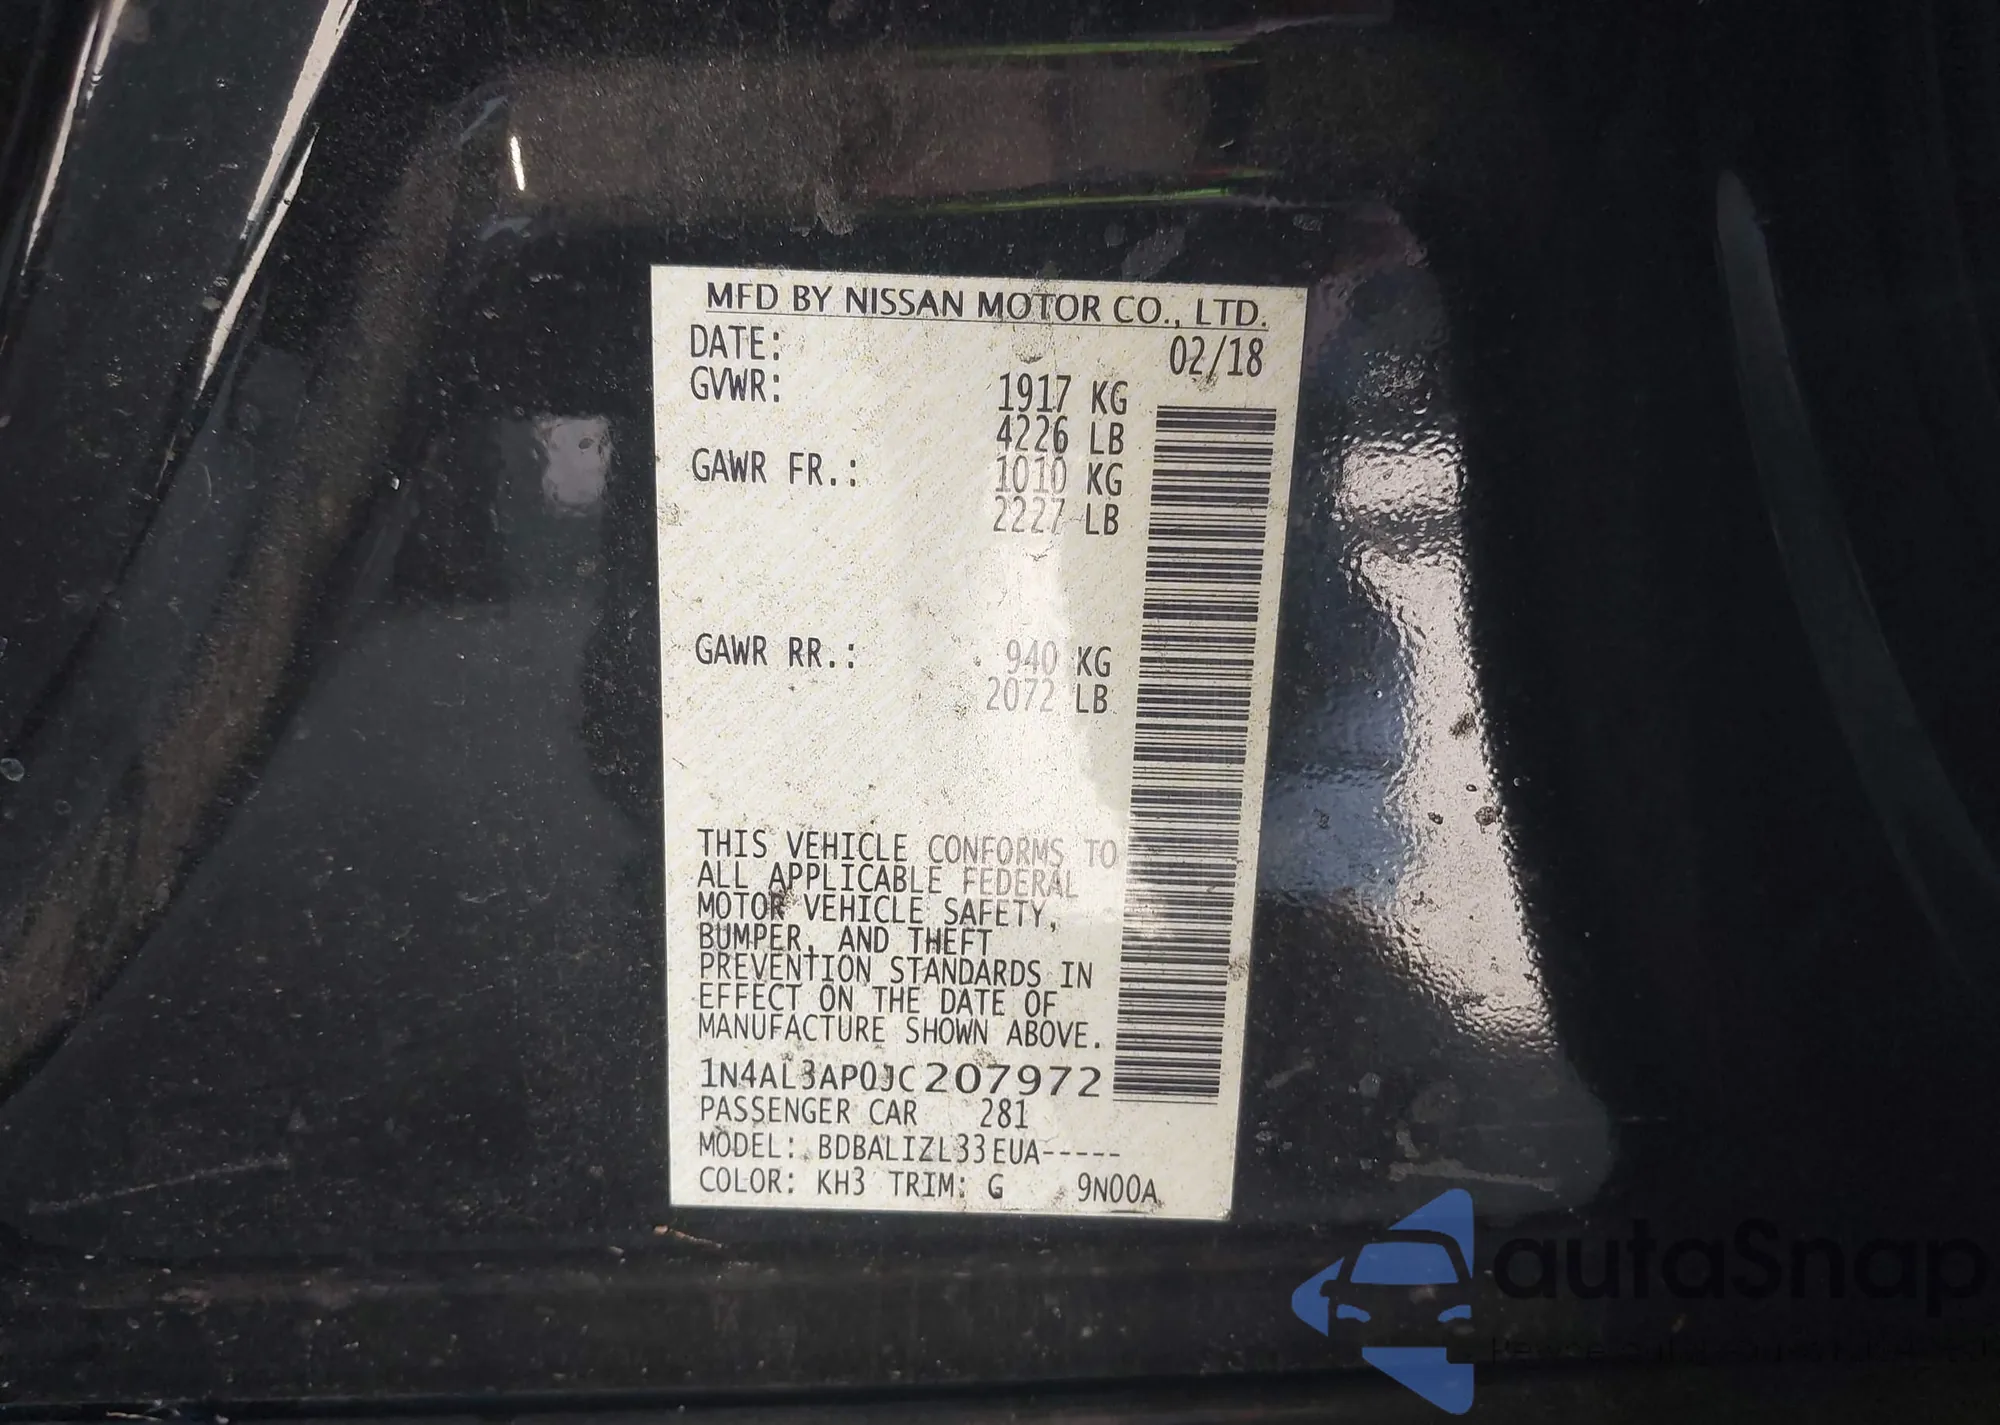 MFD BY NISSAN MOTOR CO., LTD.
DATE: 02/18
GVWR: 1917 KG
4226 LB
GAWR FR.: 1010 KG
2227 LB
GAWR RR.: 940 KG
2072 LB
THIS VEHICLE CONFORMS TO
ALL APPLICABLE FEDERAL
MOTOR VEHICLE SAFETY,
BUMPER, AND THEFT
PREVENTION STANDARDS IN
EFFECT ON THE DATE OF
MANUFACTURE SHOWN ABOVE.
1N4AL3AP0JC207972
PASSENGER CAR 281
MODEL: BDBALIZL33EUA-----
COLOR: KH3 TRIM: G 9N00A
autaSnap